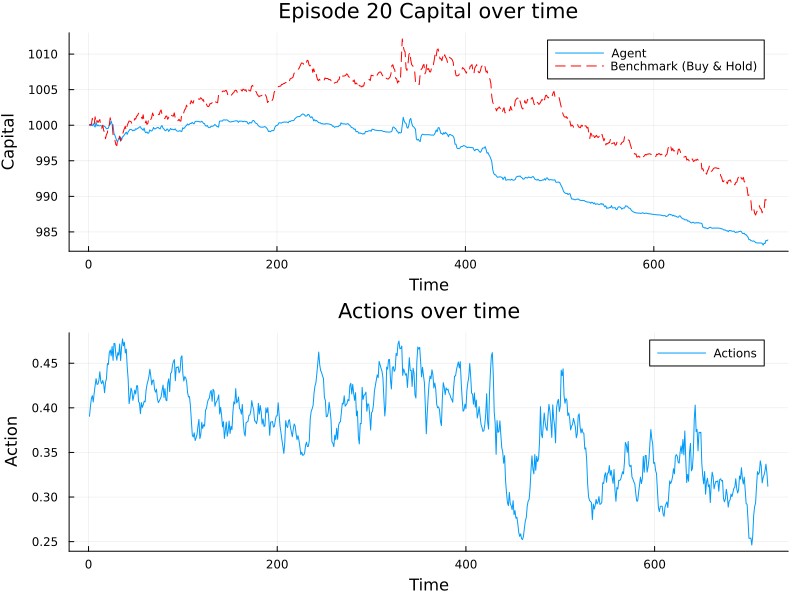 Episode 20 Capital over time
Capital
1010
1005
1000
995
990
985
Agent
Benchmark (Buy & Hold)
0
200
400
600
Time
Actions over time
Action
0.45
0.40
0.35
0.30
0.25
Actions
0
200
400
600
Time